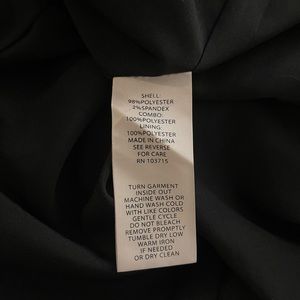 SHELL:
98%POLYESTER
2%SPANDEX
COMBO:
100%POLYESTER
LINING:
100%POLYESTER
MADE IN CHINA
SEE REVERSE
FOR CARE
RN 103715
TURN GARMENT
INSIDE OUT
MACHINE WASH OR
HAND WASH COLD
WITH LIKE COLORS
GENTLE CYCLE
DO NOT BLEACH
REMOVE PROMPTLY
TUMBLE DRY LOW
WARM IRON
IF NEEDED
OR DRY CLEAN